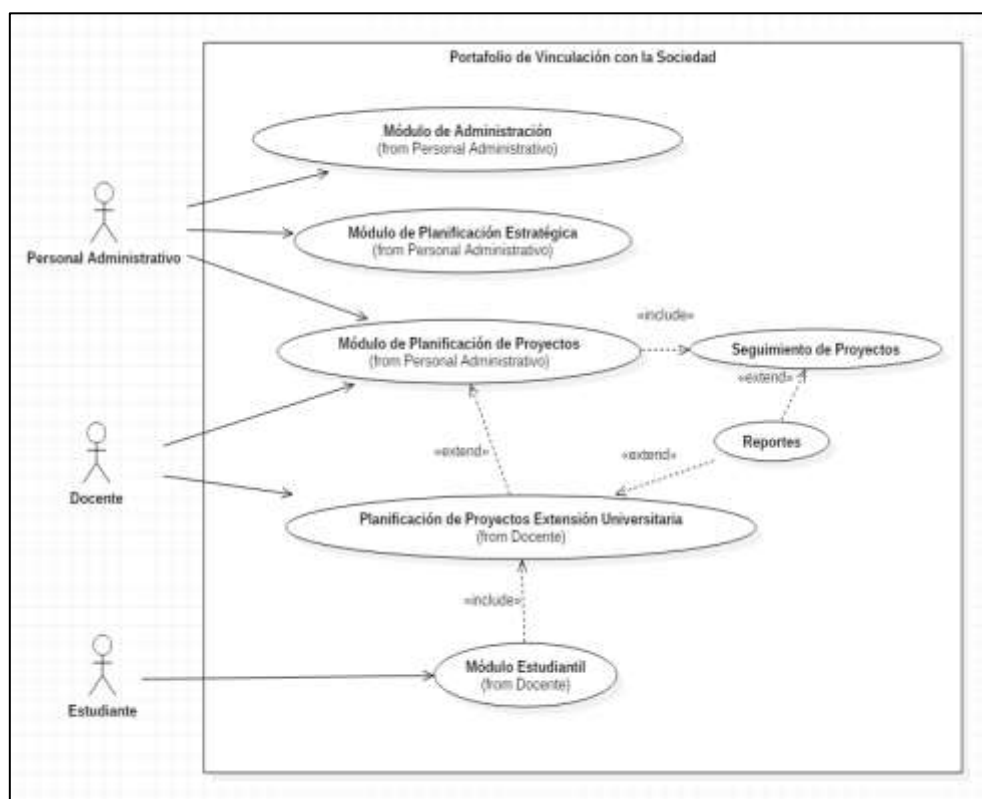 Portafolio de Vinculación con la Sociedad
Módulo de Administración
(from Personal Administrativo)
Módulo de Planificación Estratégica
(from Personal Administrativo)
Personal Administrativo
«include»
Módulo de Planificación de Proyectos
(from Personal Administrativo)
Seguimiento de Proyectos
«extend»
Reportes
«extend»
«extend»
Docente
Planificación de Proyectos Extensión Universitaria
(from Docente)
«include»
Módulo Estudiantil
(from Docente)
Estudiante